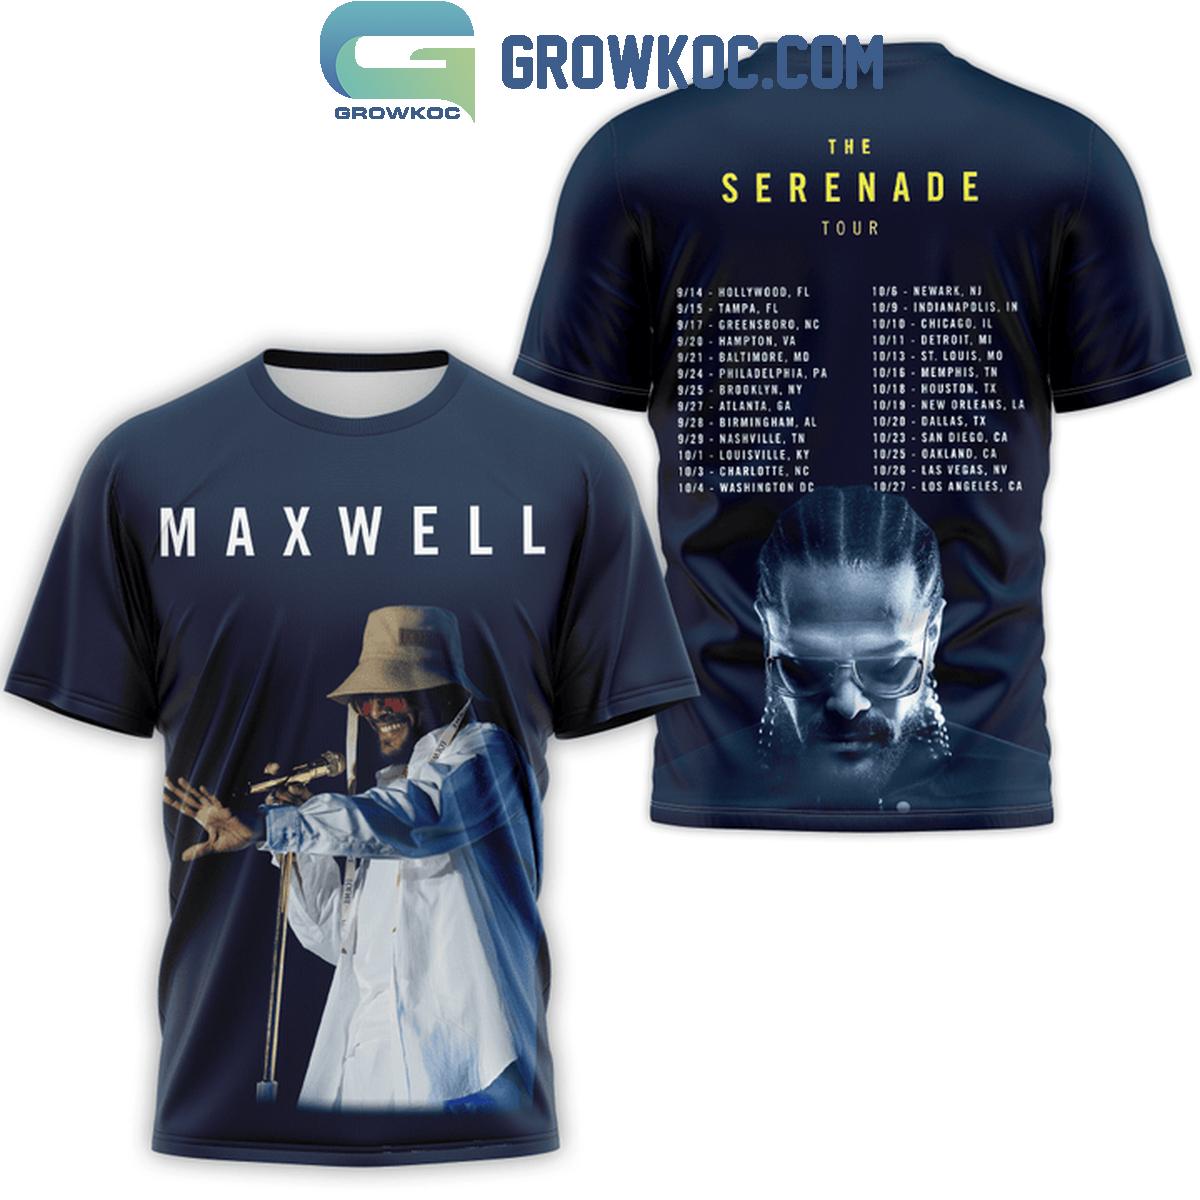 GROWKOC
GROWKOC.COM
THE
SERENADE
TOUR
9/14 - HOLLYWOOD, FL
9/15 - TAMPA, FL
9/17 - GREENSBORO, NC
9/20 - HAMPTON, VA
9/21 - BALTIMORE, MD
9/24 - PHILADELPHIA, PA
9/25 - BROOKLYN, NY
9/27 - ATLANTA, GA
9/28 - BIRMINGHAM, AL
9/29 - NASHVILLE, TN
10/1 - LOUISVILLE, KY
10/3 - CHARLOTTE, NC
10/4 - WASHINGTON DC
10/6 - NEWARK, NJ
10/9 - INDIANAPOLIS, IN
10/10 - CHICAGO, IL
10/11 - DETROIT, MI
10/13 - ST. LOUIS, MO
10/16 - MEMPHIS, TN
10/18 - HOUSTON, TX
10/19 - NEW ORLEANS, LA
10/20 - DALLAS, TX
10/23 - SAN DIEGO, CA
10/25 - OAKLAND, CA
10/26 - LAS VEGAS, NV
10/27 - LOS ANGELES, CA
MAXWELL